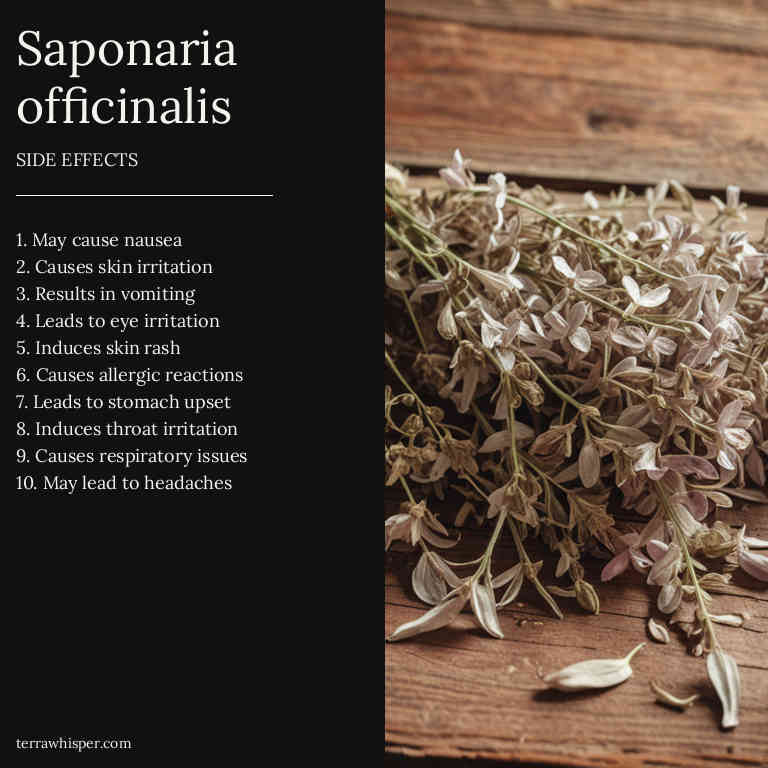 Saponaria
officinalis
SIDE EFFECTS
1. May cause nausea
2. Causes skin irritation
3. Results in vomiting
4. Leads to eye irritation
5. Induces skin rash
6. Causes allergic reactions
7. Leads to stomach upset
8. Induces throat irritation
9. Causes respiratory issues
10. May lead to headaches
terrawhisper.com